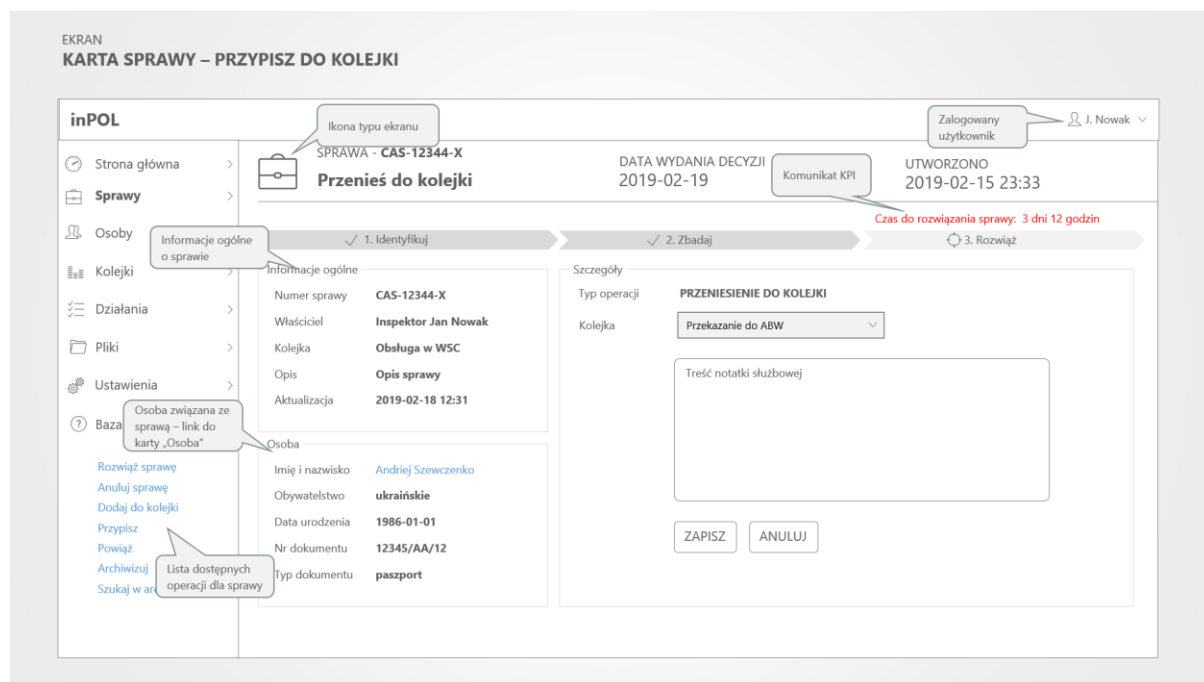 EKRAN
KARTA SPRAWY – PRZYPISZ DO KOLEJKI
inPOL
Ikona typu ekranu
Zalogowany
użytkownik
J. Nowak
Strona główna
Sprawy
Osoby
Kolejki
Działania
Pliki
Ustawienia
Baza
SPRAWA - CAS-12344-X
Przenieś do kolejki
DATA WYDANIA DECYZJI
2019-02-19
Komunikat KPI
UTWORZONO
2019-02-15 23:33
Czas do rozwiązania sprawy: 3 dni 12 godzin
1. Identyfikuj
2. Zbadaj
3. Rozwiąż
Informacje ogólne
o sprawie
Informacje ogólne
Numer sprawy CAS-12344-X
Właściciel Inspektor Jan Nowak
Kolejka Obsługa w WSC
Opis Opis sprawy
Aktualizacja 2019-02-18 12:31
Osoba związana ze
sprawą – link do
karty „Osoba”
Osoba
Imię i nazwisko Andriej Szewczenko
Obywatelstwo ukraińskie
Data urodzenia 1986-01-01
Nr dokumentu 12345/AA/12
Typ dokumentu paszport
Szczegóły
Typ operacji PRZENIESIENIE DO KOLEJKI
Kolejka Przekazanie do ABW
Treść notatki służbowej
ZAPISZ ANULUJ
Rozwiąż sprawę
Anuluj sprawę
Dodaj do kolejki
Przypisz
Powiąż
Archiwizuj
Szukaj w
Lista dostępnych
operacji dla sprawy